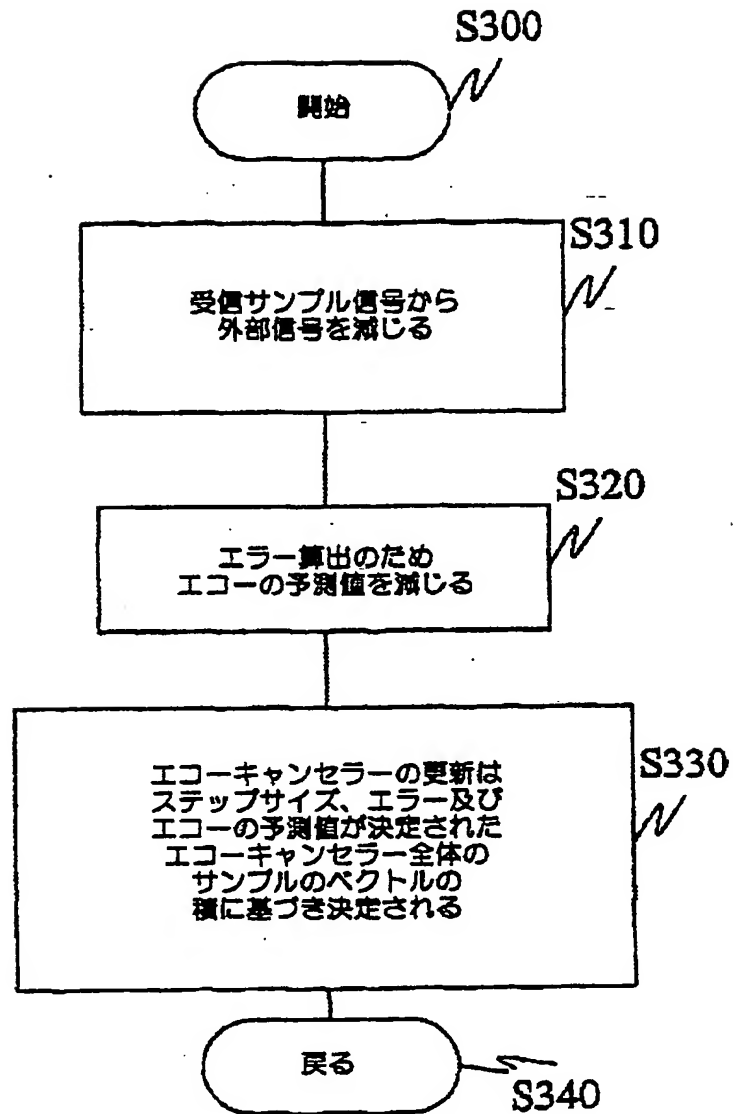 S300
開始
S310
受信サンプル信号から
外部信号を減じる
S320
エラー算出のため
エコーの予測値を減じる
S330
エコーキャンセラーの更新は
ステップサイズ、エラー及び
エコーの予測値が決定された
エコーキャンセラー全体の
サンプルのベクトルの
積に基づき決定される
戻る
S340